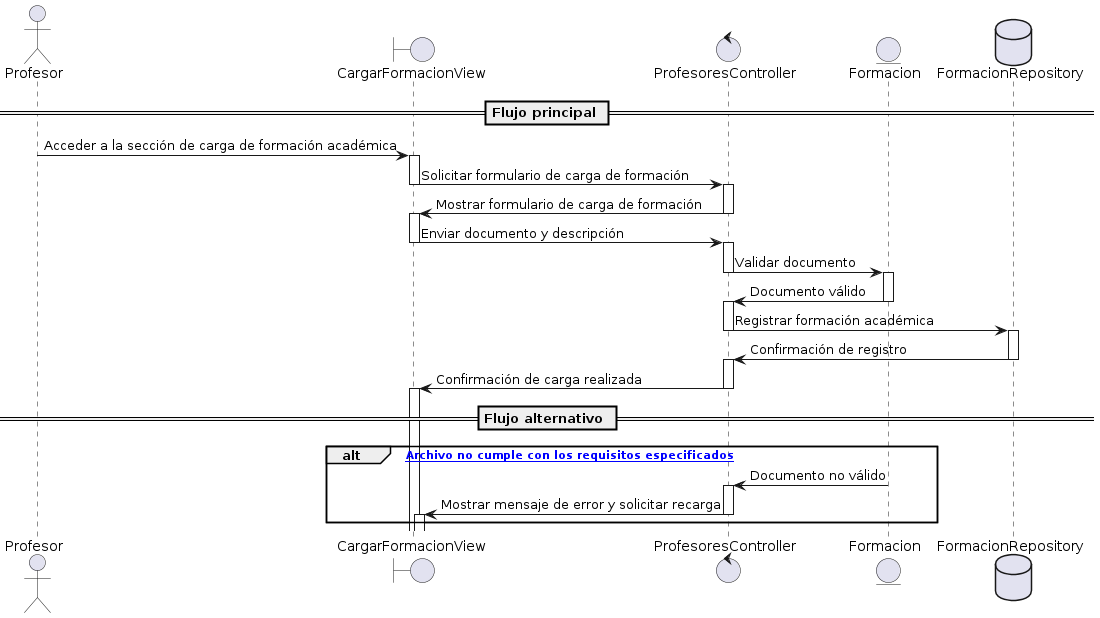 Profesor
CargarFormacionView
ProfesoresController
Formacion
FormacionRepository
Flujo principal
Acceder a la sección de carga de formación académica
Solicitar formulario de carga de formación
Mostrar formulario de carga de formación
Enviar documento y descripción
Validar documento
Documento válido
Registrar formación académica
Confirmación de registro
Confirmación de carga realizada
Flujo alternativo
alt
Archivo no cumple con los requisitos especificados
Documento no válido
Mostrar mensaje de error y solicitar recarga
Profesor
CargarFormacionView
ProfesoresController
Formacion
FormacionRepository